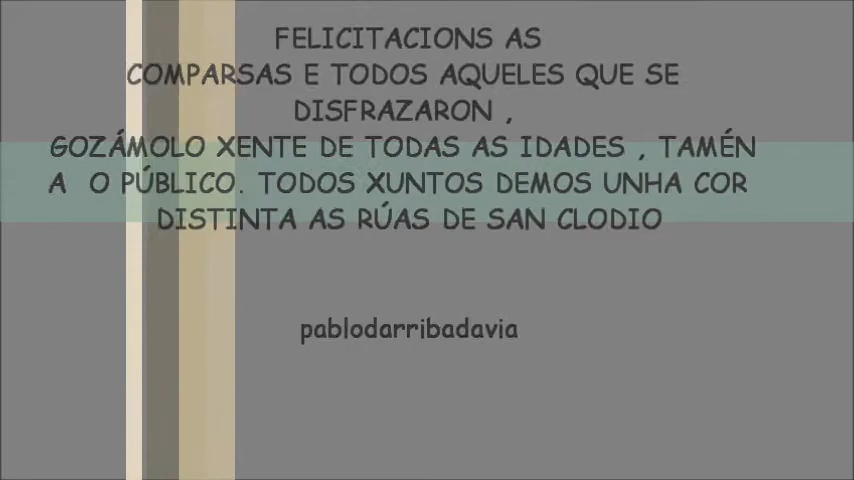 FELICITACIONS AS
COMPARSAS E TODOS AQUELES QUE SE
DISFRAZARON ,
GOZÁMOLO XENTE DE TODAS AS IDADES , TAMÉN
A O PÚBLICO. TODOS XUNTOS DEMOS UNHA COR
DISTINTA AS RÚAS DE SAN CLODIO
pablodarribadavia